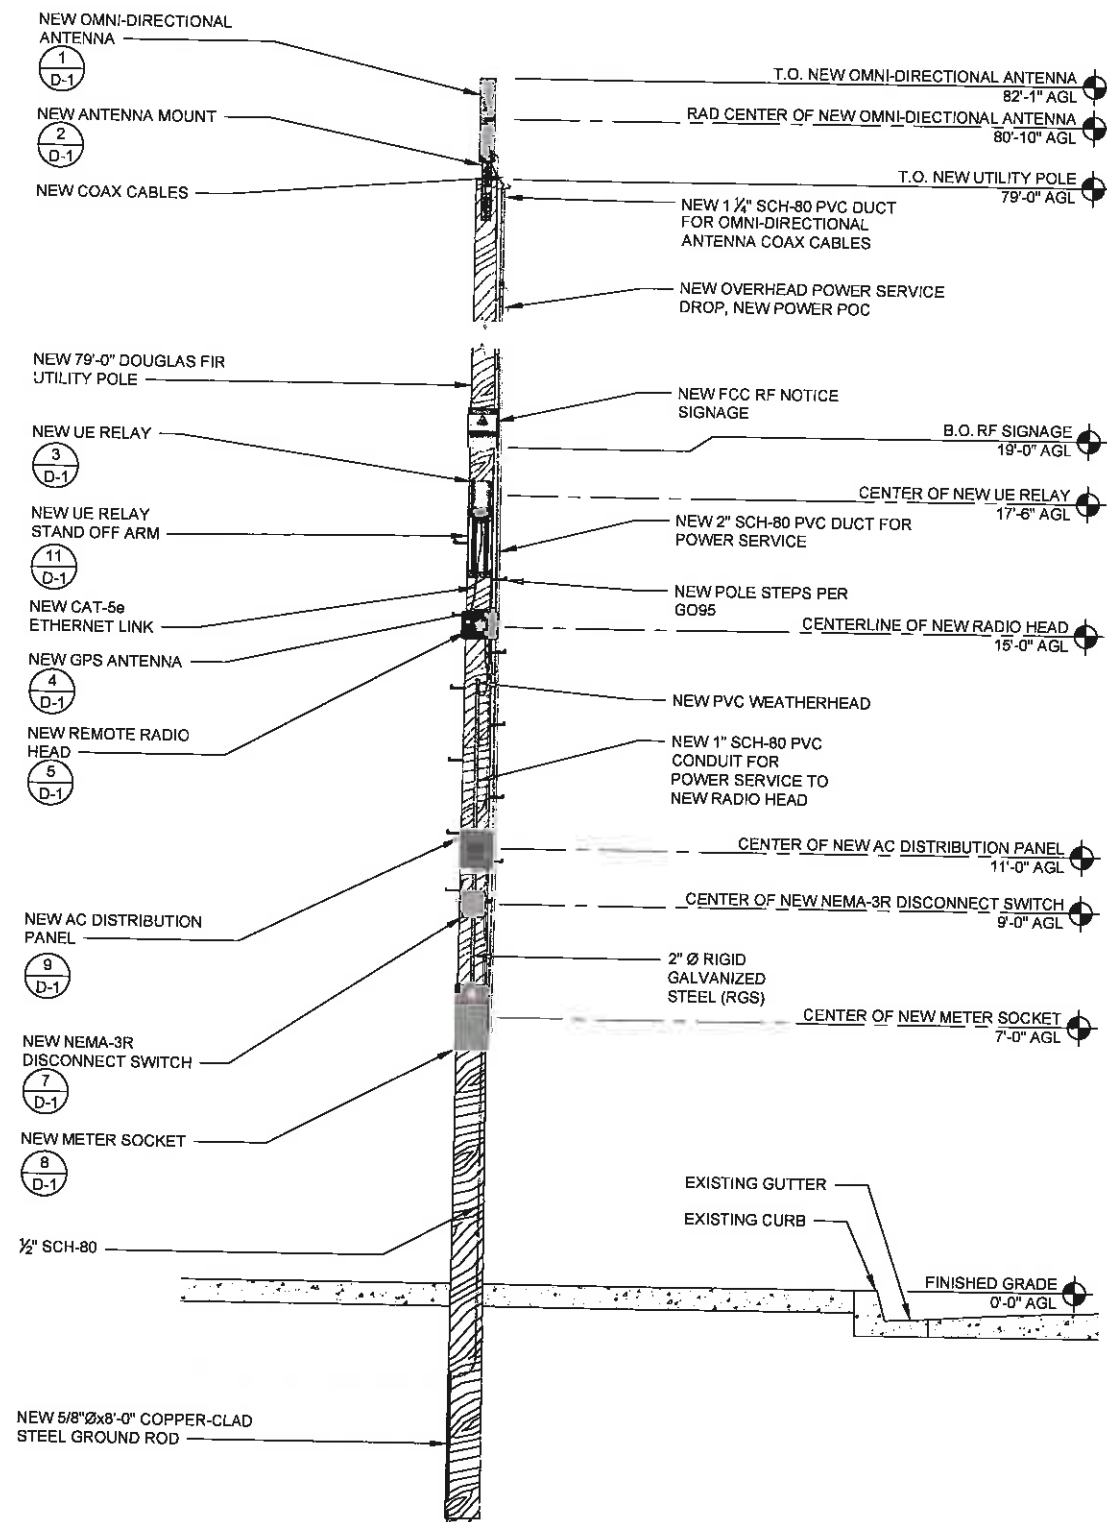 NEW OMNI-DIRECTIONAL
ANTENNA
1
D-1
NEW ANTENNA MOUNT
2
D-1
NEW COAX CABLES
NEW 79'-0" DOUGLAS FIR
UTILITY POLE
NEW UE RELAY
3
D-1
NEW UE RELAY
STAND OFF ARM
11
D-1
NEW CAT-5e
ETHERNET LINK
NEW GPS ANTENNA
4
D-1
NEW REMOTE RADIO
HEAD
5
D-1
NEW AC DISTRIBUTION
PANEL
9
D-1
NEW NEMA-3R
DISCONNECT SWITCH
7
D-1
NEW METER SOCKET
8
D-1
½" SCH-80
NEW 5/8"Øx8'-0" COPPER-CLAD
STEEL GROUND ROD
T.O. NEW OMNI-DIRECTIONAL ANTENNA
82'-1" AGL
RAD CENTER OF NEW OMNI-DIECTIONAL ANTENNA
80'-10" AGL
T.O. NEW UTILITY POLE
79'-0" AGL
NEW 1 ¼" SCH-80 PVC DUCT
FOR OMNI-DIRECTIONAL
ANTENNA COAX CABLES
NEW OVERHEAD POWER SERVICE
DROP, NEW POWER POC
NEW FCC RF NOTICE
SIGNAGE
B.O. RF SIGNAGE
19'-0" AGL
CENTER OF NEW UE RELAY
17'-6" AGL
NEW 2" SCH-80 PVC DUCT FOR
POWER SERVICE
NEW POLE STEPS PER
GO95
CENTERLINE OF NEW RADIO HEAD
15'-0" AGL
NEW PVC WEATHERHEAD
NEW 1" SCH-80 PVC
CONDUIT FOR
POWER SERVICE TO
NEW RADIO HEAD
CENTER OF NEW AC DISTRIBUTION PANEL
11'-0" AGL
CENTER OF NEW NEMA-3R DISCONNECT SWITCH
9'-0" AGL
2" Ø RIGID
GALVANIZED
STEEL (RGS)
CENTER OF NEW METER SOCKET
7'-0" AGL
EXISTING GUTTER
EXISTING CURB
FINISHED GRADE
0'-0" AGL